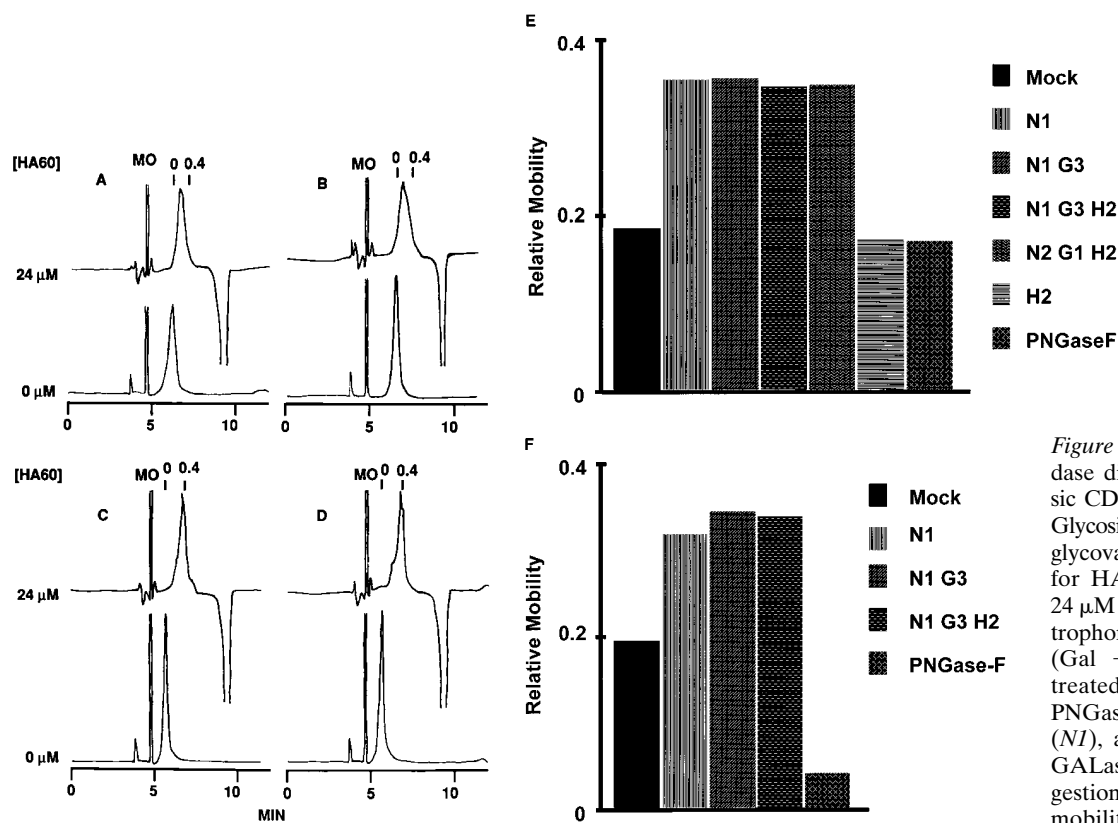 [HA60]
A
MO
0 0.4
24 µM
0 µM
0 5 10
B
MO
0 0.4
0 5 10
[HA60]
C
MO
0 0.4
24 µM
0 µM
0 5 10
D
MO
0 0.4
0 5 10
MIN
E
Relative Mobility
0.4
0.2
0
Mock
N1
N1 G3
N1 G3 H2
N2 G1 H2
H2
PNGaseF
F
Relative Mobility
0.4
0.2
0
Mock
N1
N1 G3
N1 G3 H2
PNGase-F
Figure
dase di
sic CD
Glycosi
glycova
for HA
24 µM
trophor
(Gal -
treated
PNGas
(N1), a
GALas
gestion
mobilit